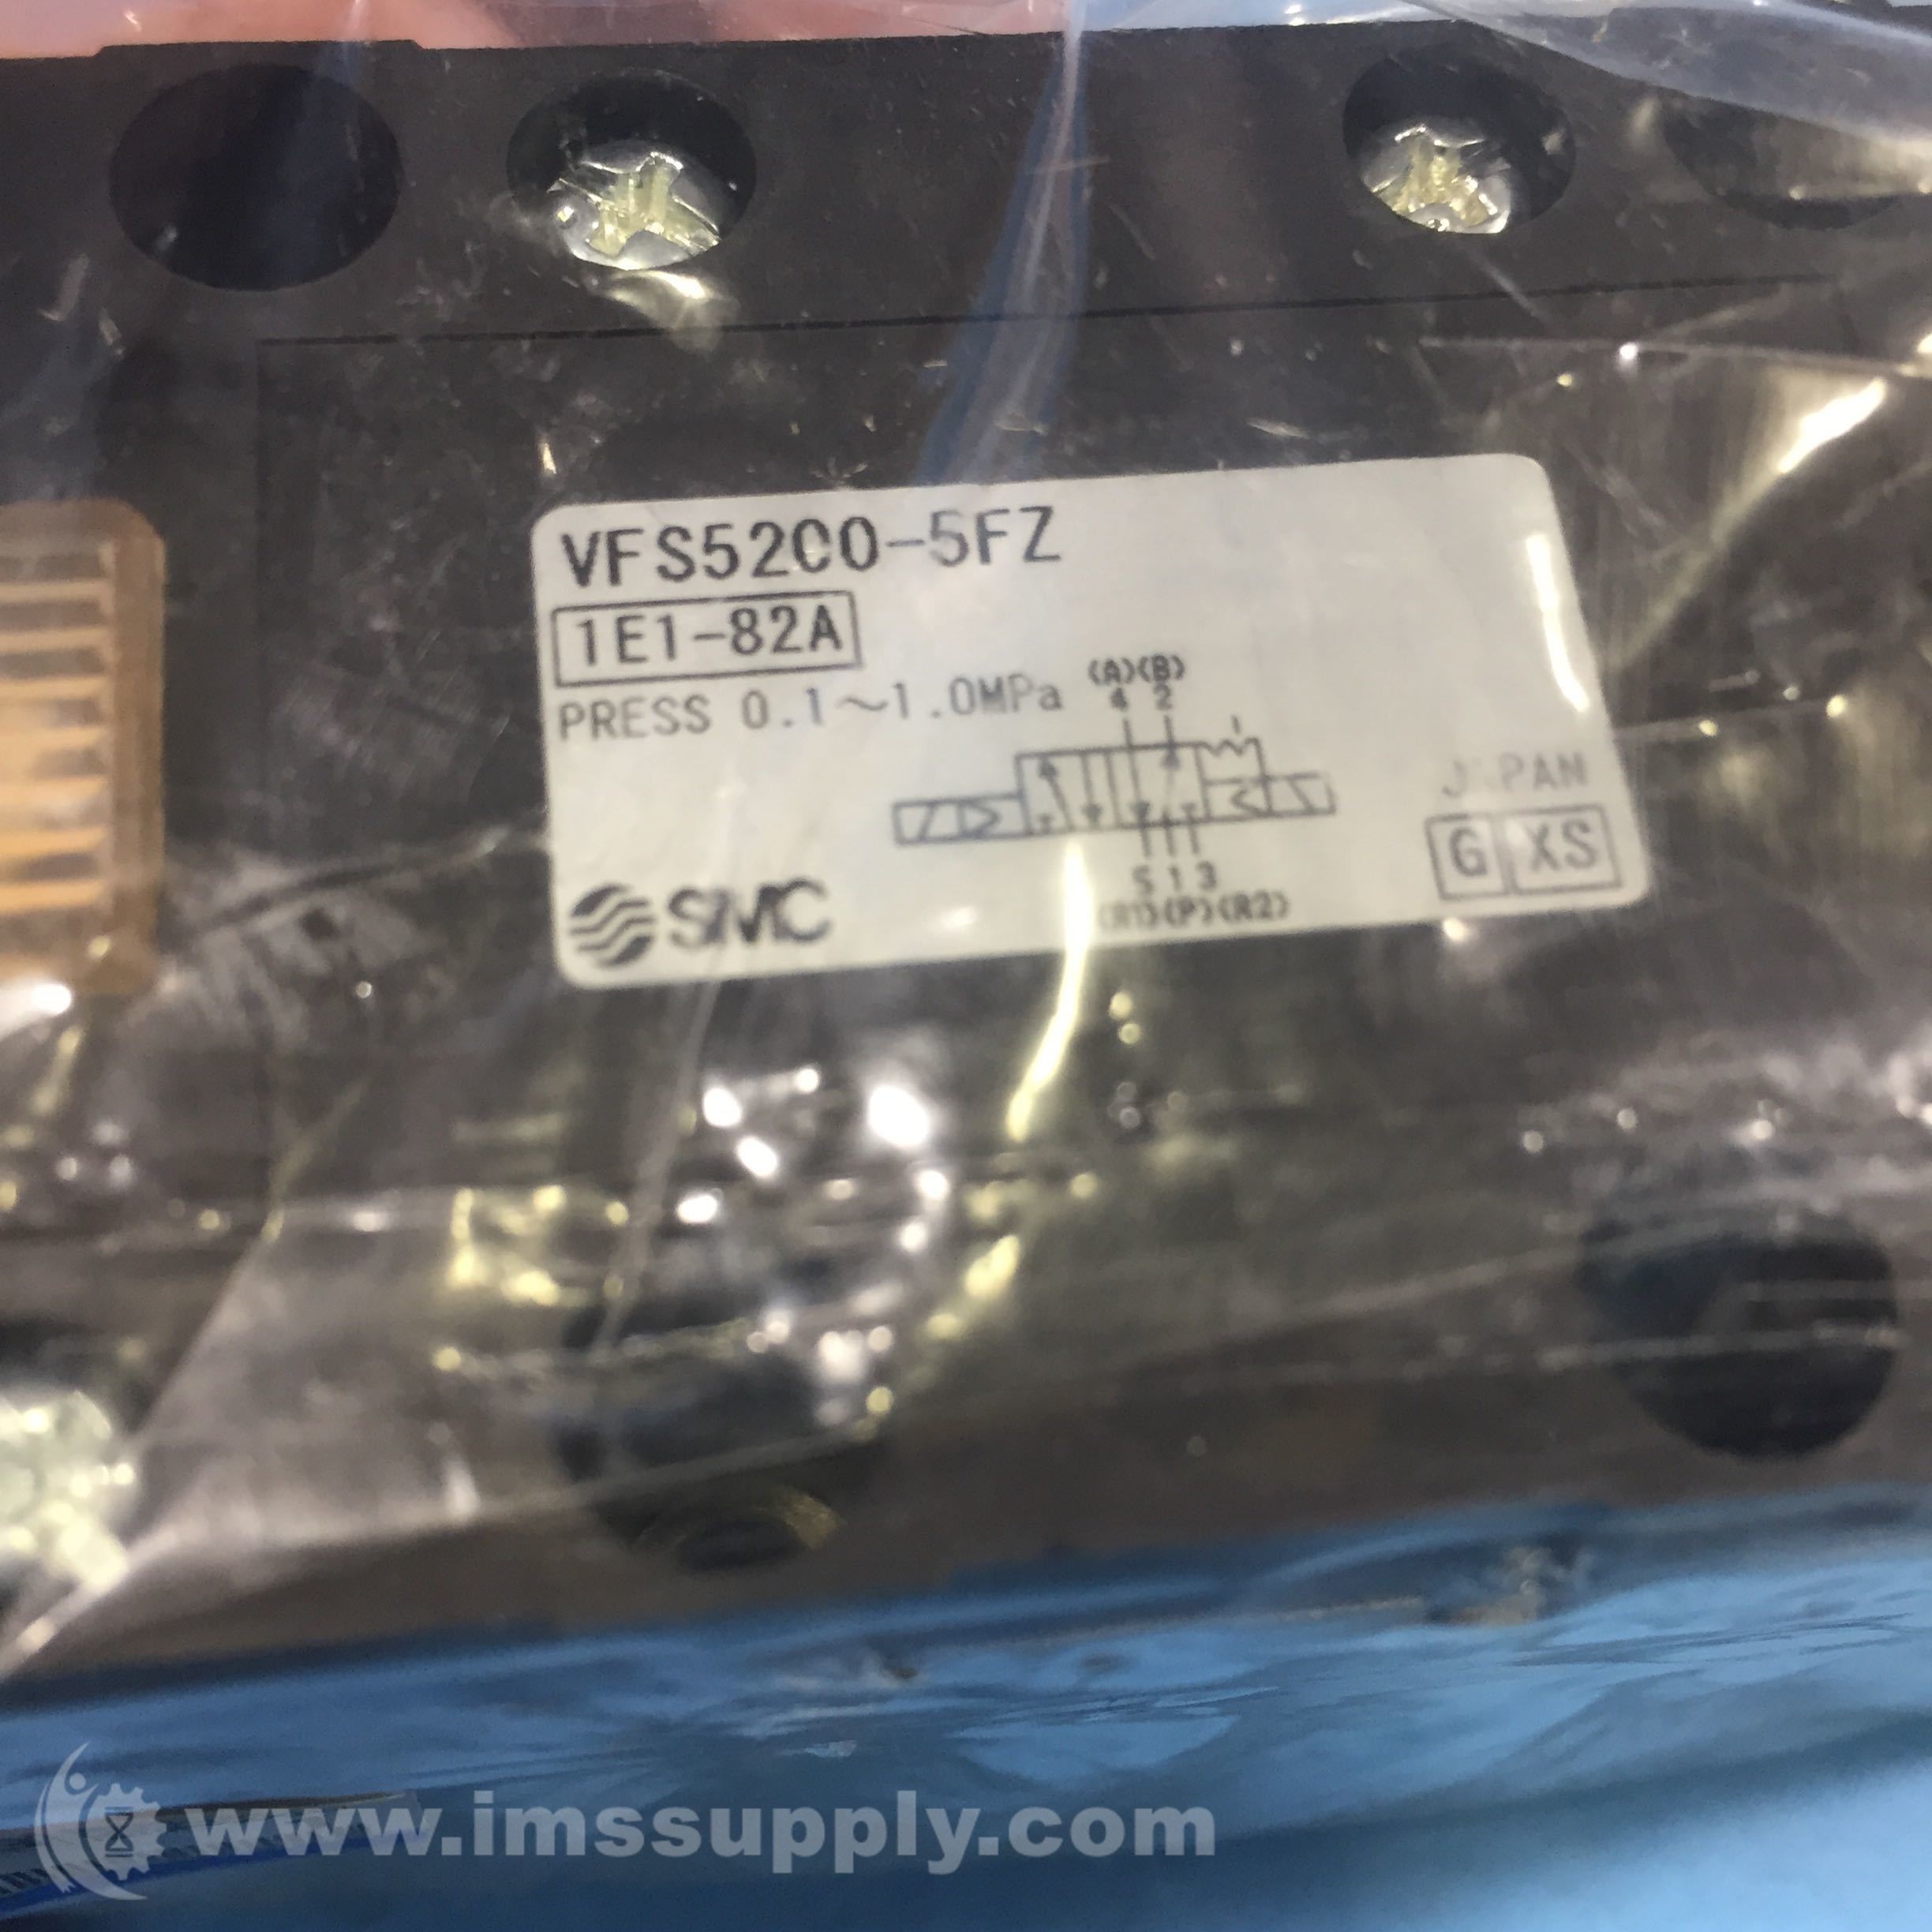 VFS5200-5FZ
1E1-82A
PRESS 0.1~1.0MPa
(A)(B)
4 2
5 1 3
(R1)(P)(R2)
JAPAN
G XS
SMC
www.imssupply.com